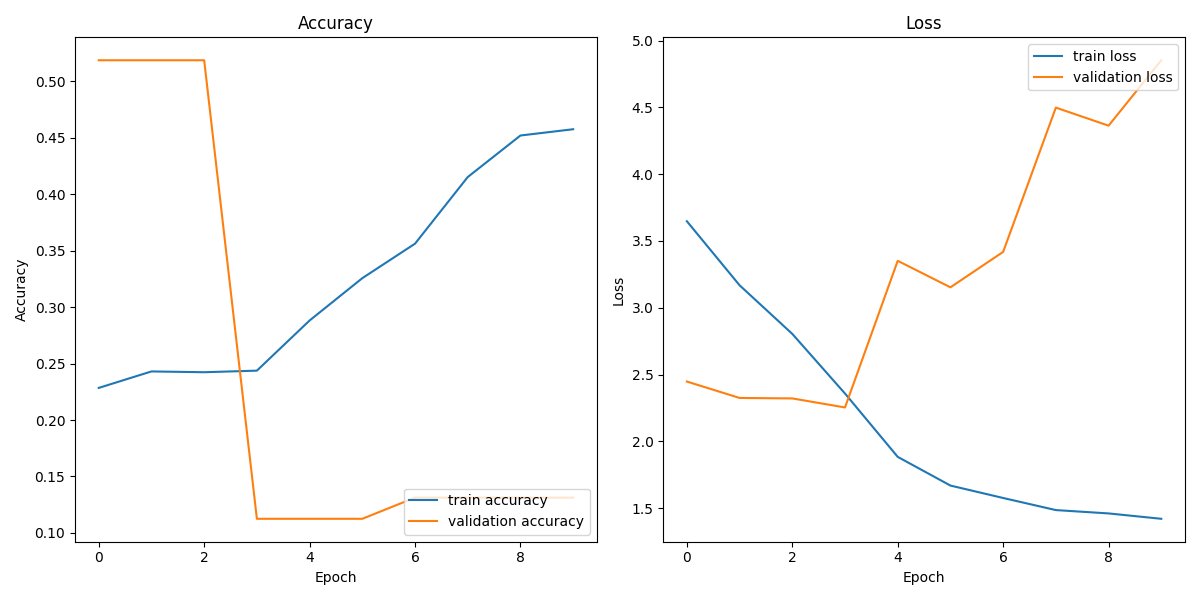 Accuracy
0.50
0.45
0.40
0.35
0.30
0.25
0.20
0.15
0.10
Accuracy
train accuracy
validation accuracy
0 2 4 6 8
Epoch
Loss
5.0
4.5
4.0
3.5
3.0
2.5
2.0
1.5
Loss
train loss
validation loss
0 2 4 6 8
Epoch